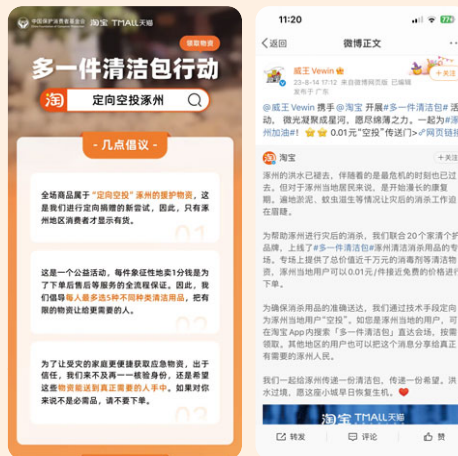 中国保护消费者基金会 淘宝 TMALL天猫
领取物资
多一件清洁包行动
淘 定向空投涿州
- 几点倡议 -
全场商品属于“定向空投”涿州的援护物资，这
是我们进行定向捐赠的新尝试，因此，只有涿
州地区消费者才显示有货。
01
这是一个公益活动，每件象征性地卖1分钱是为
了下单后售后等服务的全流程保证。因此，我
们倡导每人最多选5种不同种类清洁用品，把有
限的物资让给更需要的人。
02
为了让受灾的家庭更便捷获取应急物资，出于
信任，我们来不及再一一核验身份，还是希望
这些物资能送到真正需要的人手中。如果对你
来说不是必需品，请不要下单。
03
11:20
返回
微博正文
威王 Vewin
23-8-14 17:12 来自微博网页版 已编辑
发布于 广东
+关注
@威王 Vewin 携手 @淘宝 开展#多一件清洁包# 活
动，微光凝聚成星河，愿尽绵薄之力。一起为#涿
州加油#！ 0.01元“空投”传送门>网页链接
淘宝
+关注
涿州的洪水已褪去，伴随着的是最危机的时刻也已过
去。但对于涿州当地居民来说，是开始漫长的康复
期。遍地淤泥、蚊虫滋生等情况让灾后的消杀工作迫
在眉睫。
为帮助涿州进行灾后的消杀，我们联合20个家清个护
品牌，上线了#多一件清洁包#涿州清洁消杀用品的专
场。专场上提供了总价值近千万元的消毒剂等清洁物
资，涿州当地用户可以0.01元/件接近免费的价格进行
下单。
为确保消杀用品的准确送达，我们通过技术手段定向
为涿州当地用户“空投”。如您是涿州当地的用户，可
在淘宝App内搜索「多一件清洁包」直达会场，按需
领取。其他地区的用户也可以把这个消息分享给真正
有需要的涿州人民。
我们一起给涿州传递一份清洁包，传递一份希望。洪
水过境，愿这座小城早日恢复生机。
淘宝 TMALL天猫
转发
评论
赞